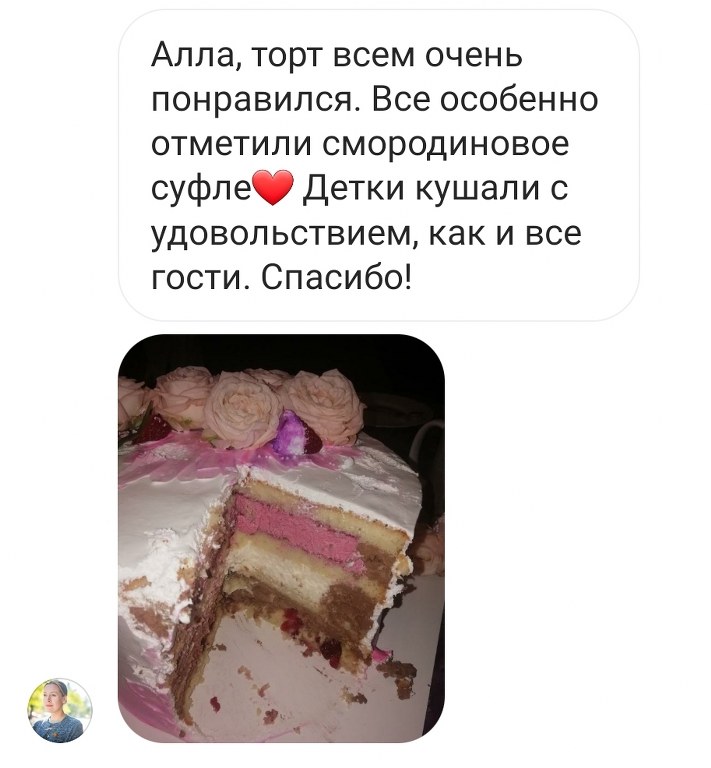 Алла, торт всем очень
понравился. Все особенно
отметили смородиновое
суфле❤️ Детки кушали с
удовольствием, как и все
гости. Спасибо!